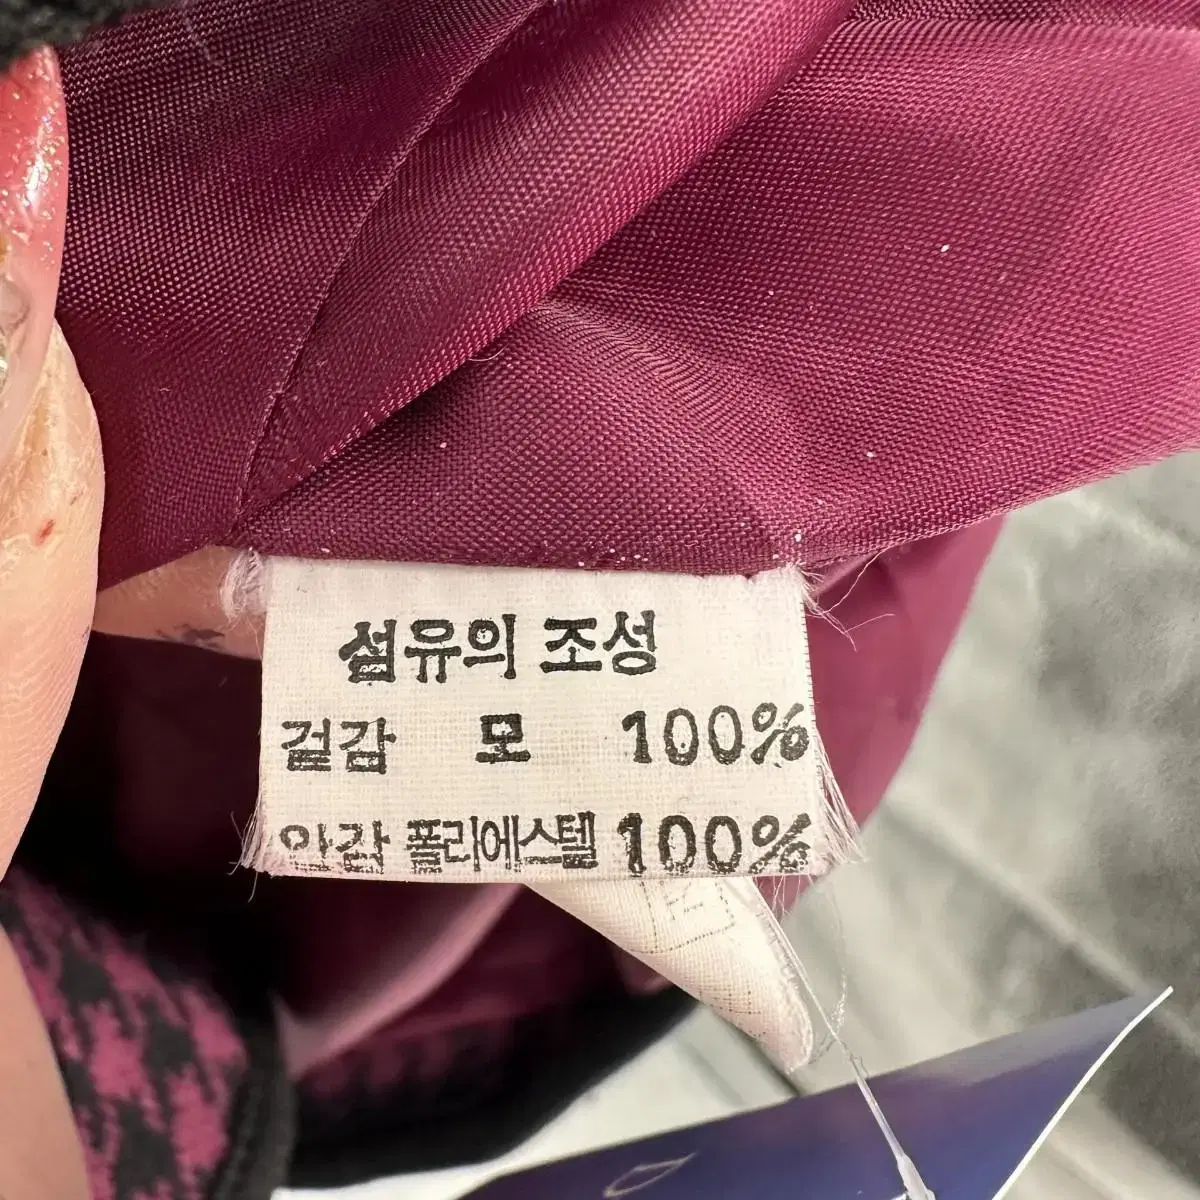 섬유의 조성
겉감 모 100%
안감 폴리에스텔 100%